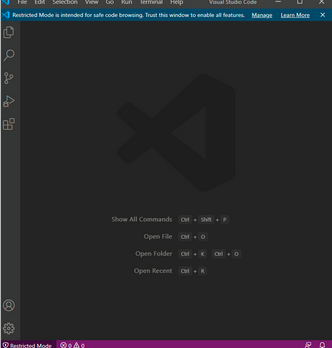 File Edit Selection View Go Run Terminal Help Visual Studio Code
Restricted Mode is intended for safe code browsing. Trust this window to enable all features. Manage Learn More
Show All Commands Ctrl + Shift + P
Open File Ctrl + O
Open Folder Ctrl + K Ctrl + O
Open Recent Ctrl + R
Restricted Mode 0 0